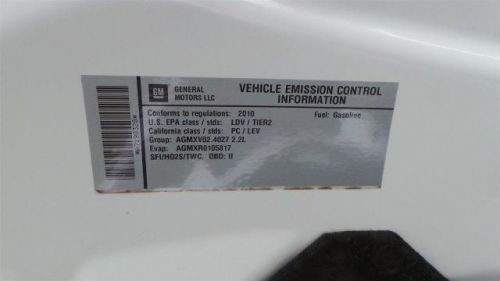 GM
GENERAL MOTORS LLC
VEHICLE EMISSION CONTROL
INFORMATION
Conforms to regulations: 2010
Fuel: Gasoline
U.S. EPA class / stds: LDV / TIER2
California class / stds: PC / LEV
Group: AGMXV02.4027 2.2L
Evap: AGMXR0105817
SFI/HO2S/TWC, OBD: II